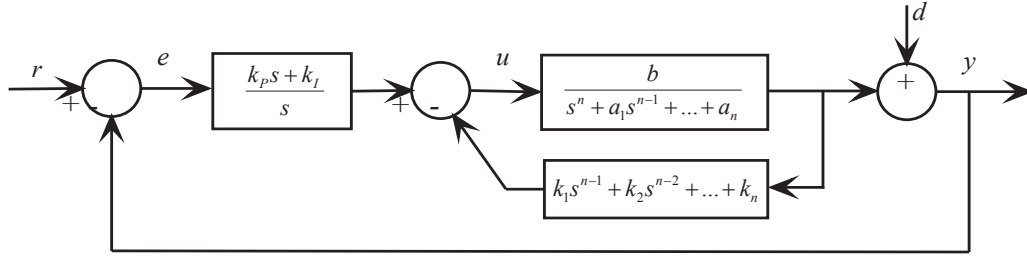 d
r
e
u
y
k_P s + k_I
s
b
s^n + a_1 s^{n-1} + ... + a_n
+
-
+
-
+
k_1 s^{n-1} + k_2 s^{n-2} + ... + k_n